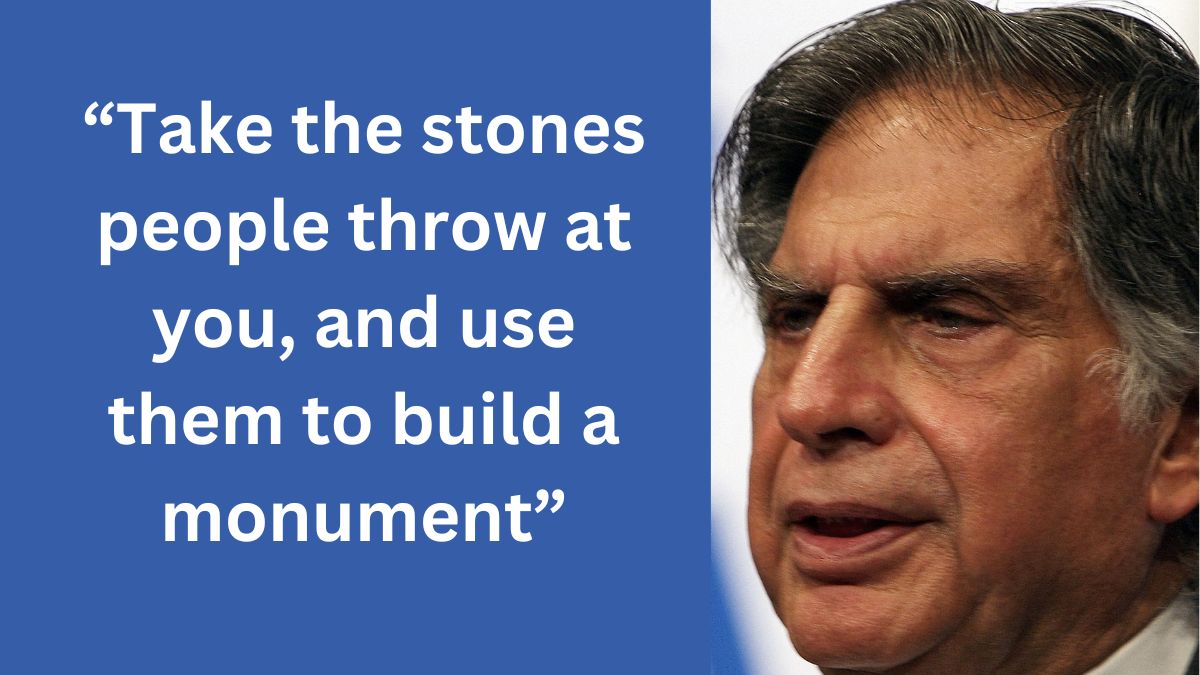 “Take the stones
people throw at
you, and use
them to build a
monument”